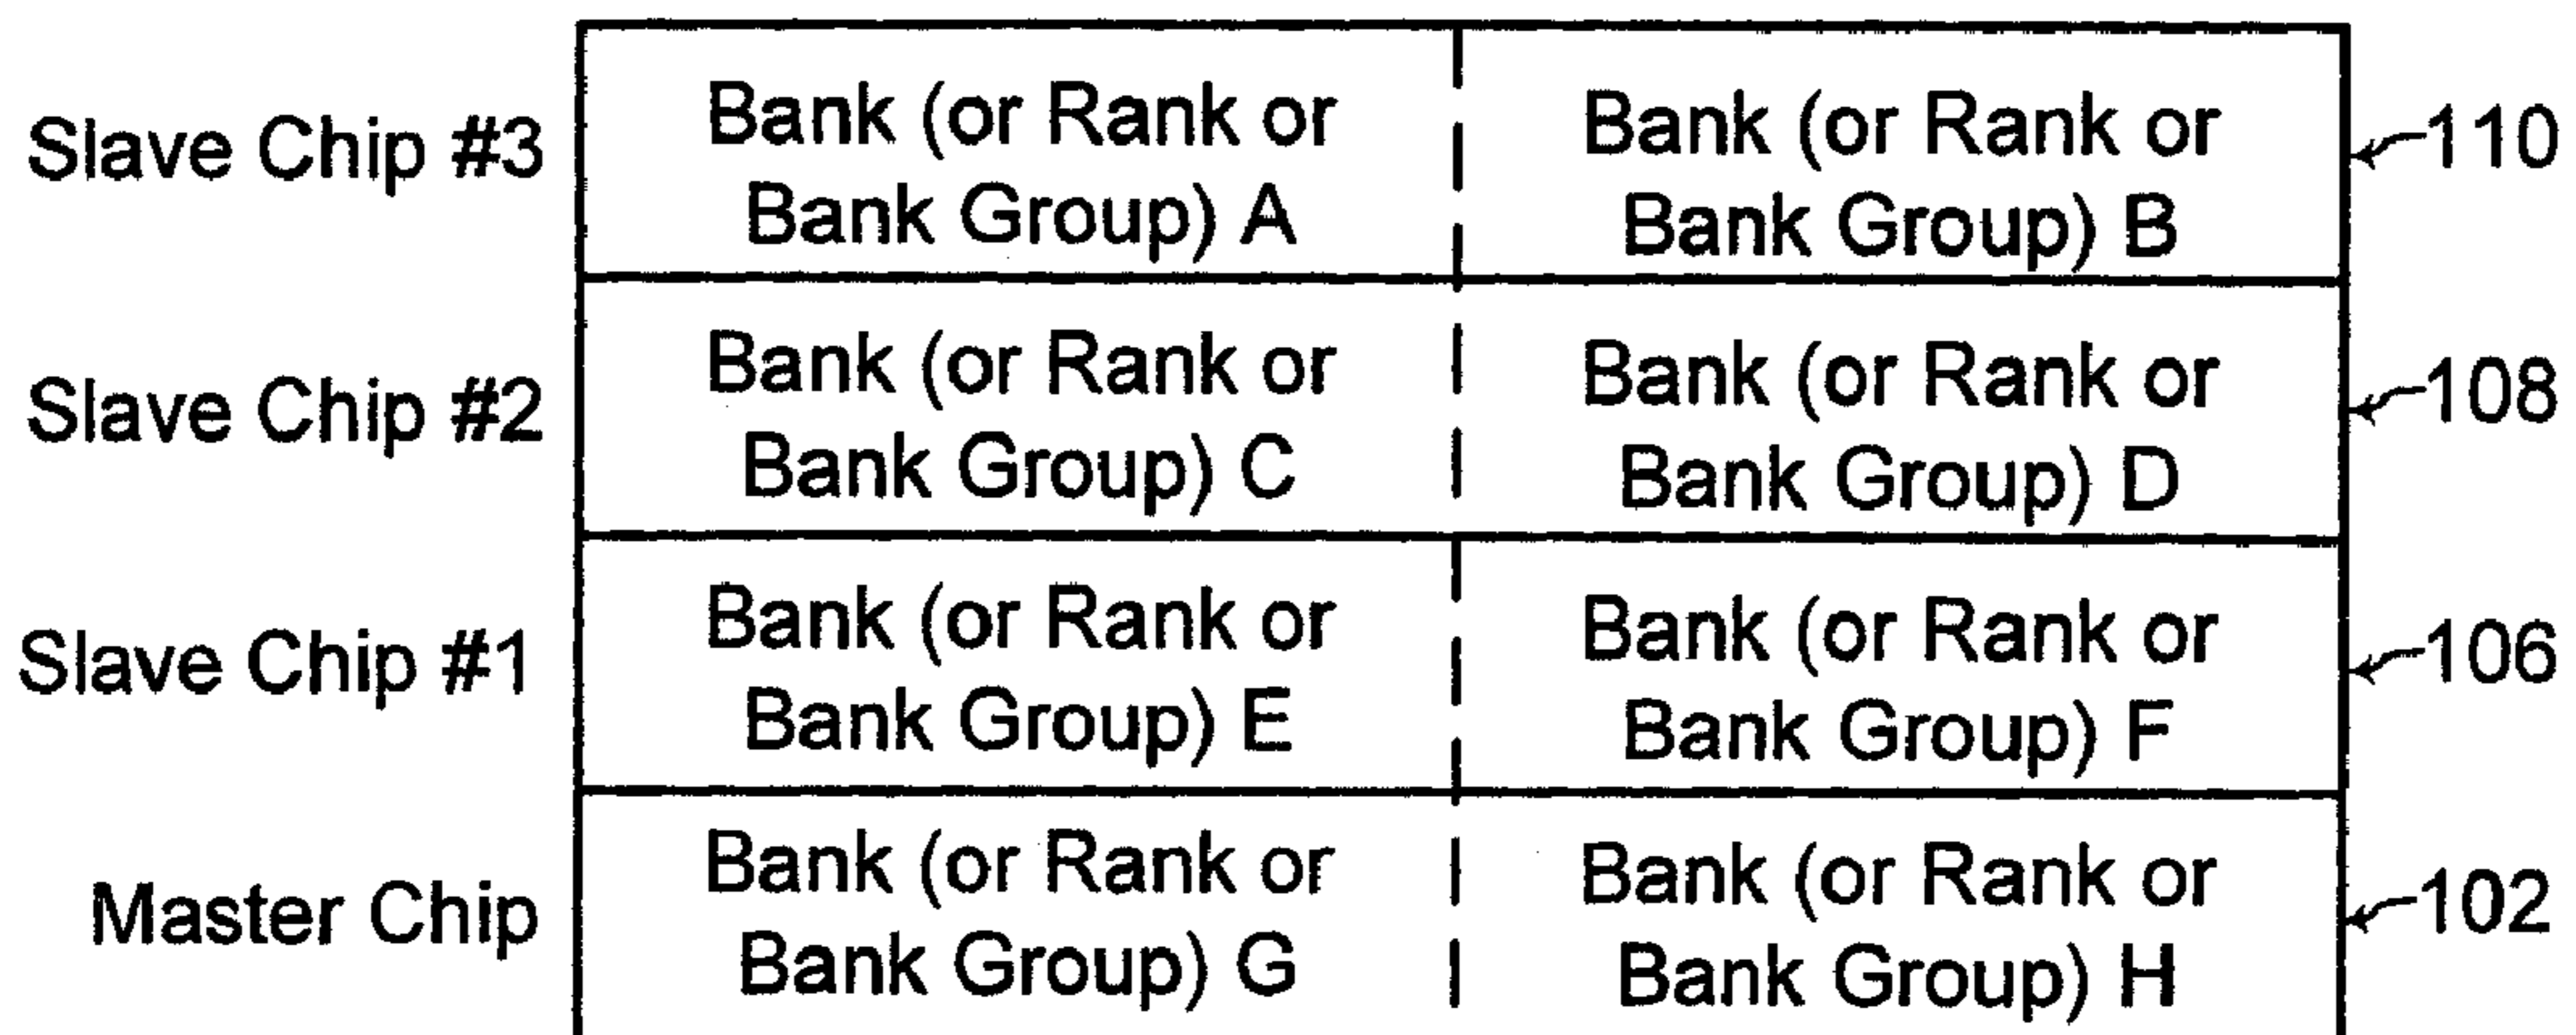 Slave Chip #3
Bank (or Rank or
Bank Group) A
Bank (or Rank or
Bank Group) B
110
Slave Chip #2
Bank (or Rank or
Bank Group) C
Bank (or Rank or
Bank Group) D
108
Slave Chip #1
Bank (or Rank or
Bank Group) E
Bank (or Rank or
Bank Group) F
106
Master Chip
Bank (or Rank or
Bank Group) G
Bank (or Rank or
Bank Group) H
102